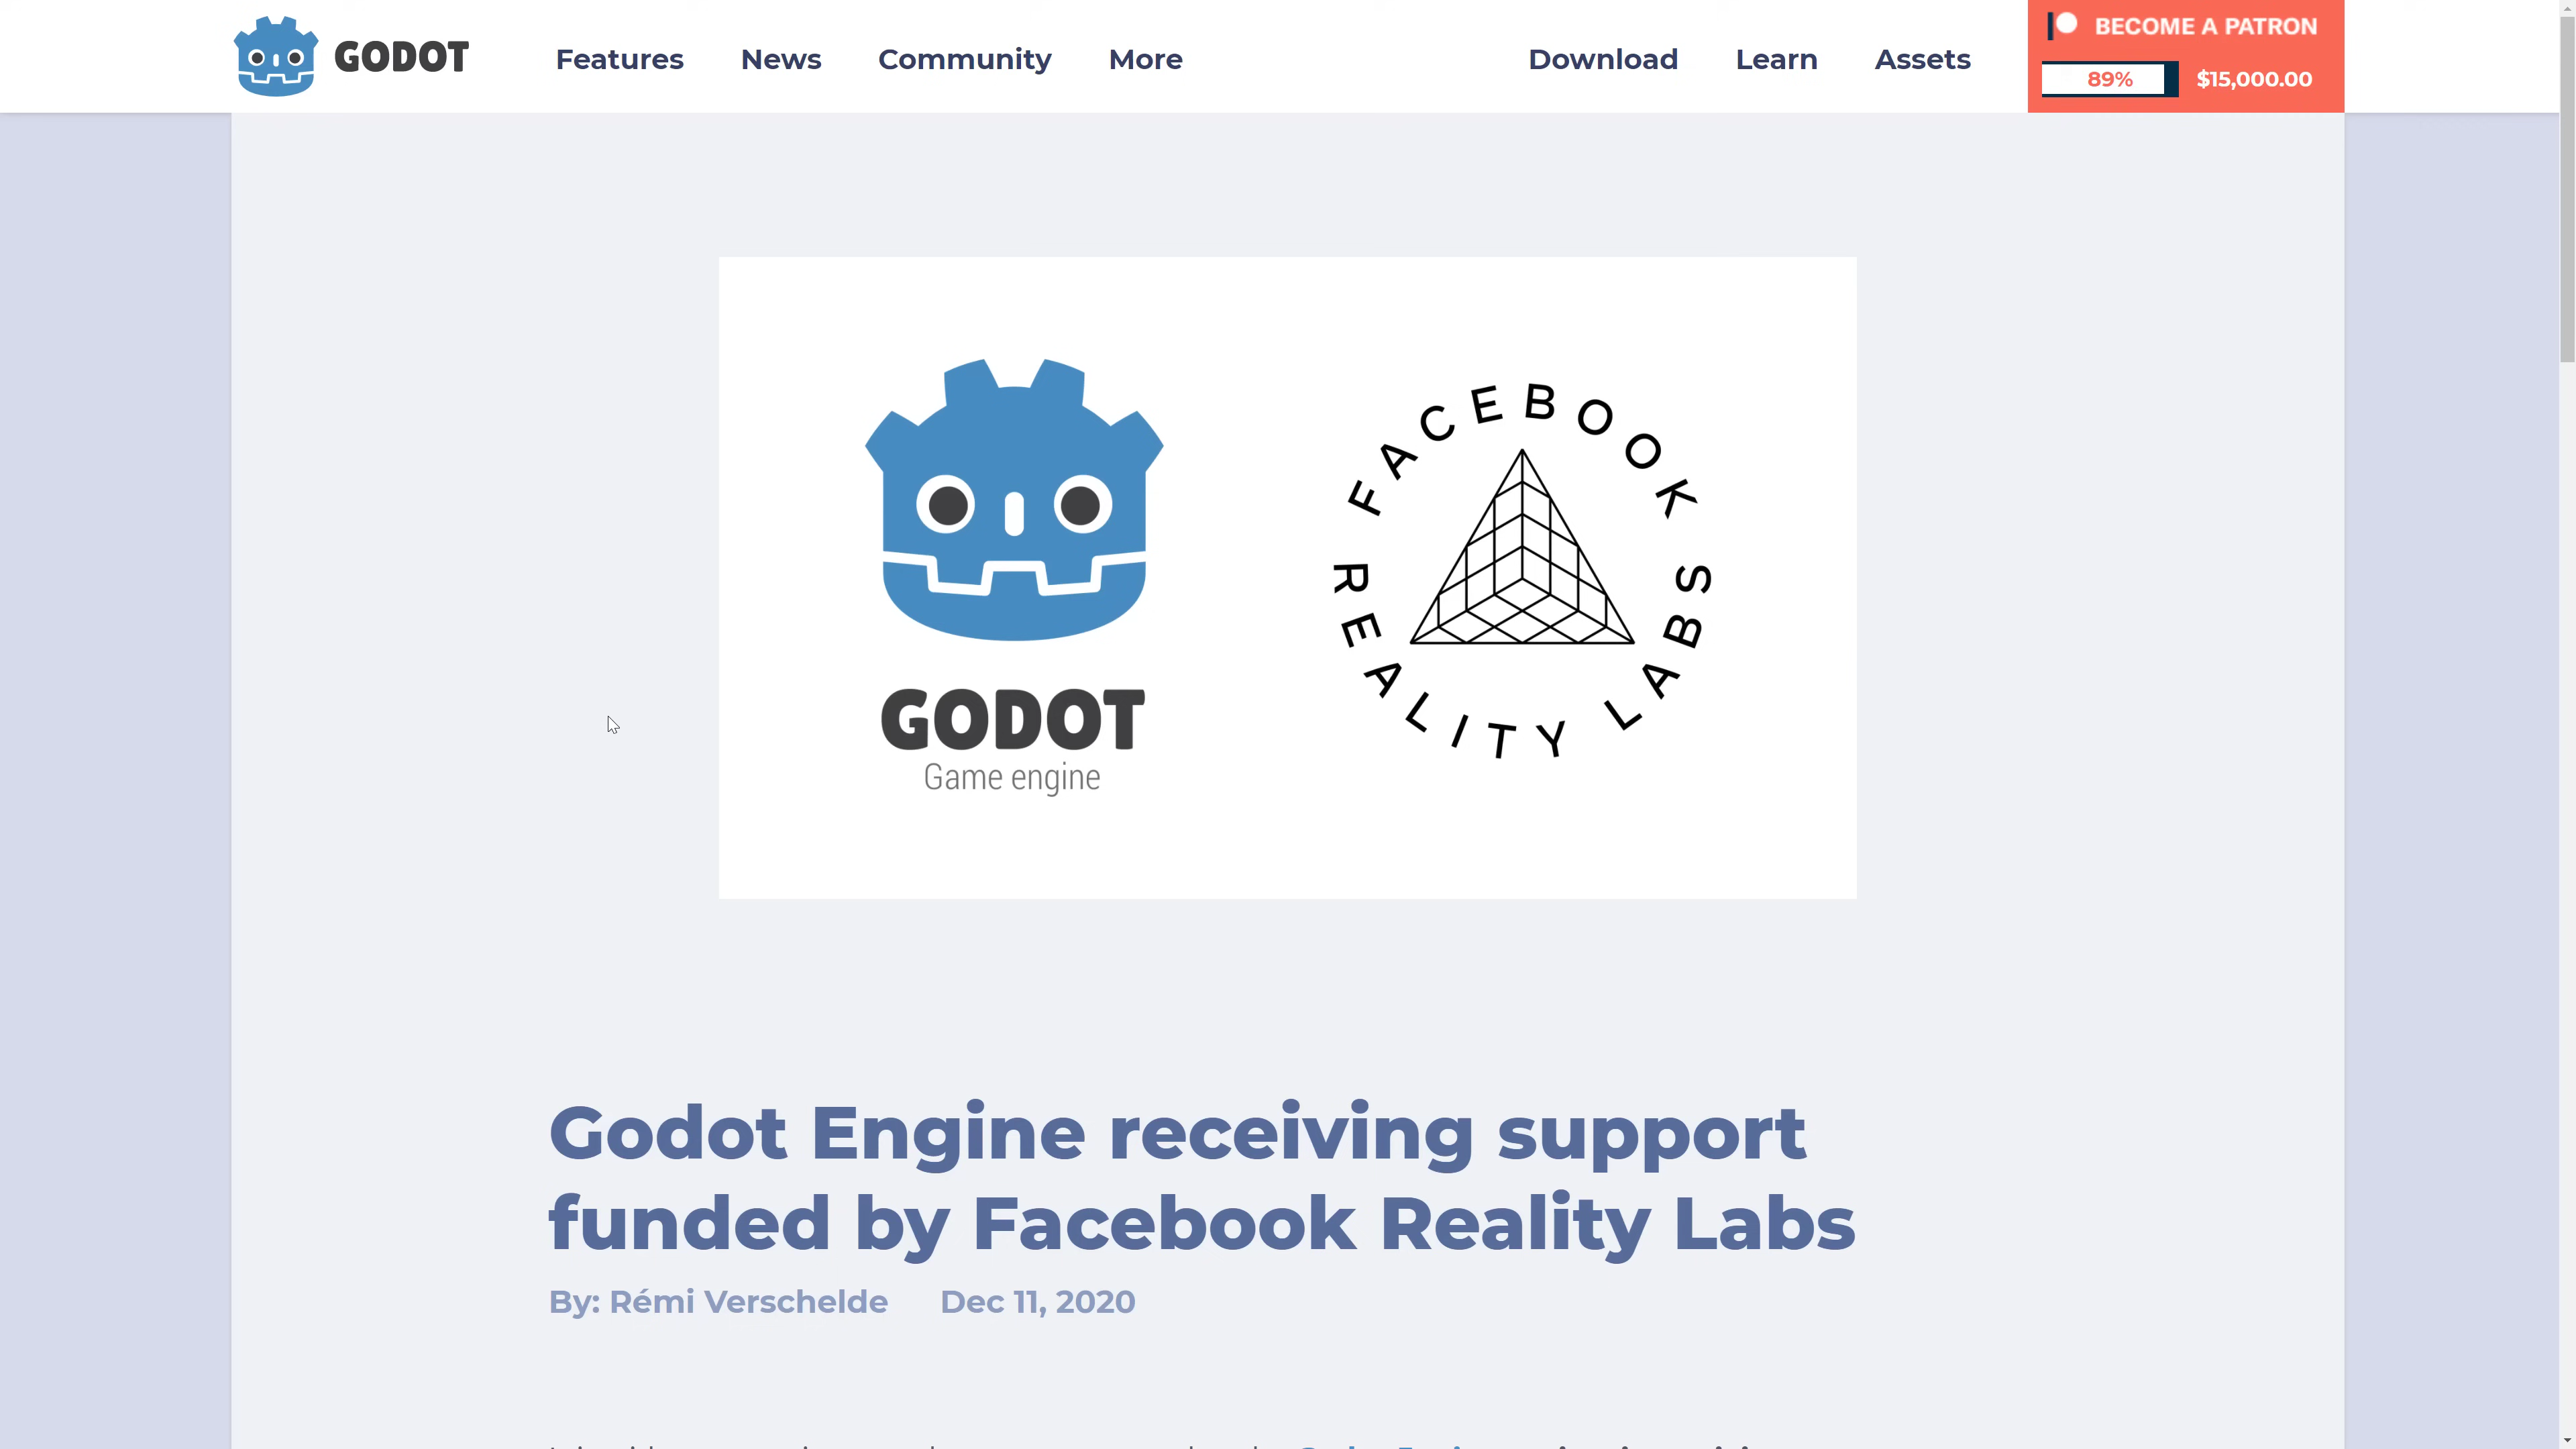 GODOT
Features
News
Community
More
Download
Learn
Assets
BECOME A PATRON
89%
$15,000.00
GODOT
Game engine
FACEBOOK
REALITY LABS
Godot Engine receiving support
funded by Facebook Reality Labs
By: Rémi Verschelde
Dec 11, 2020